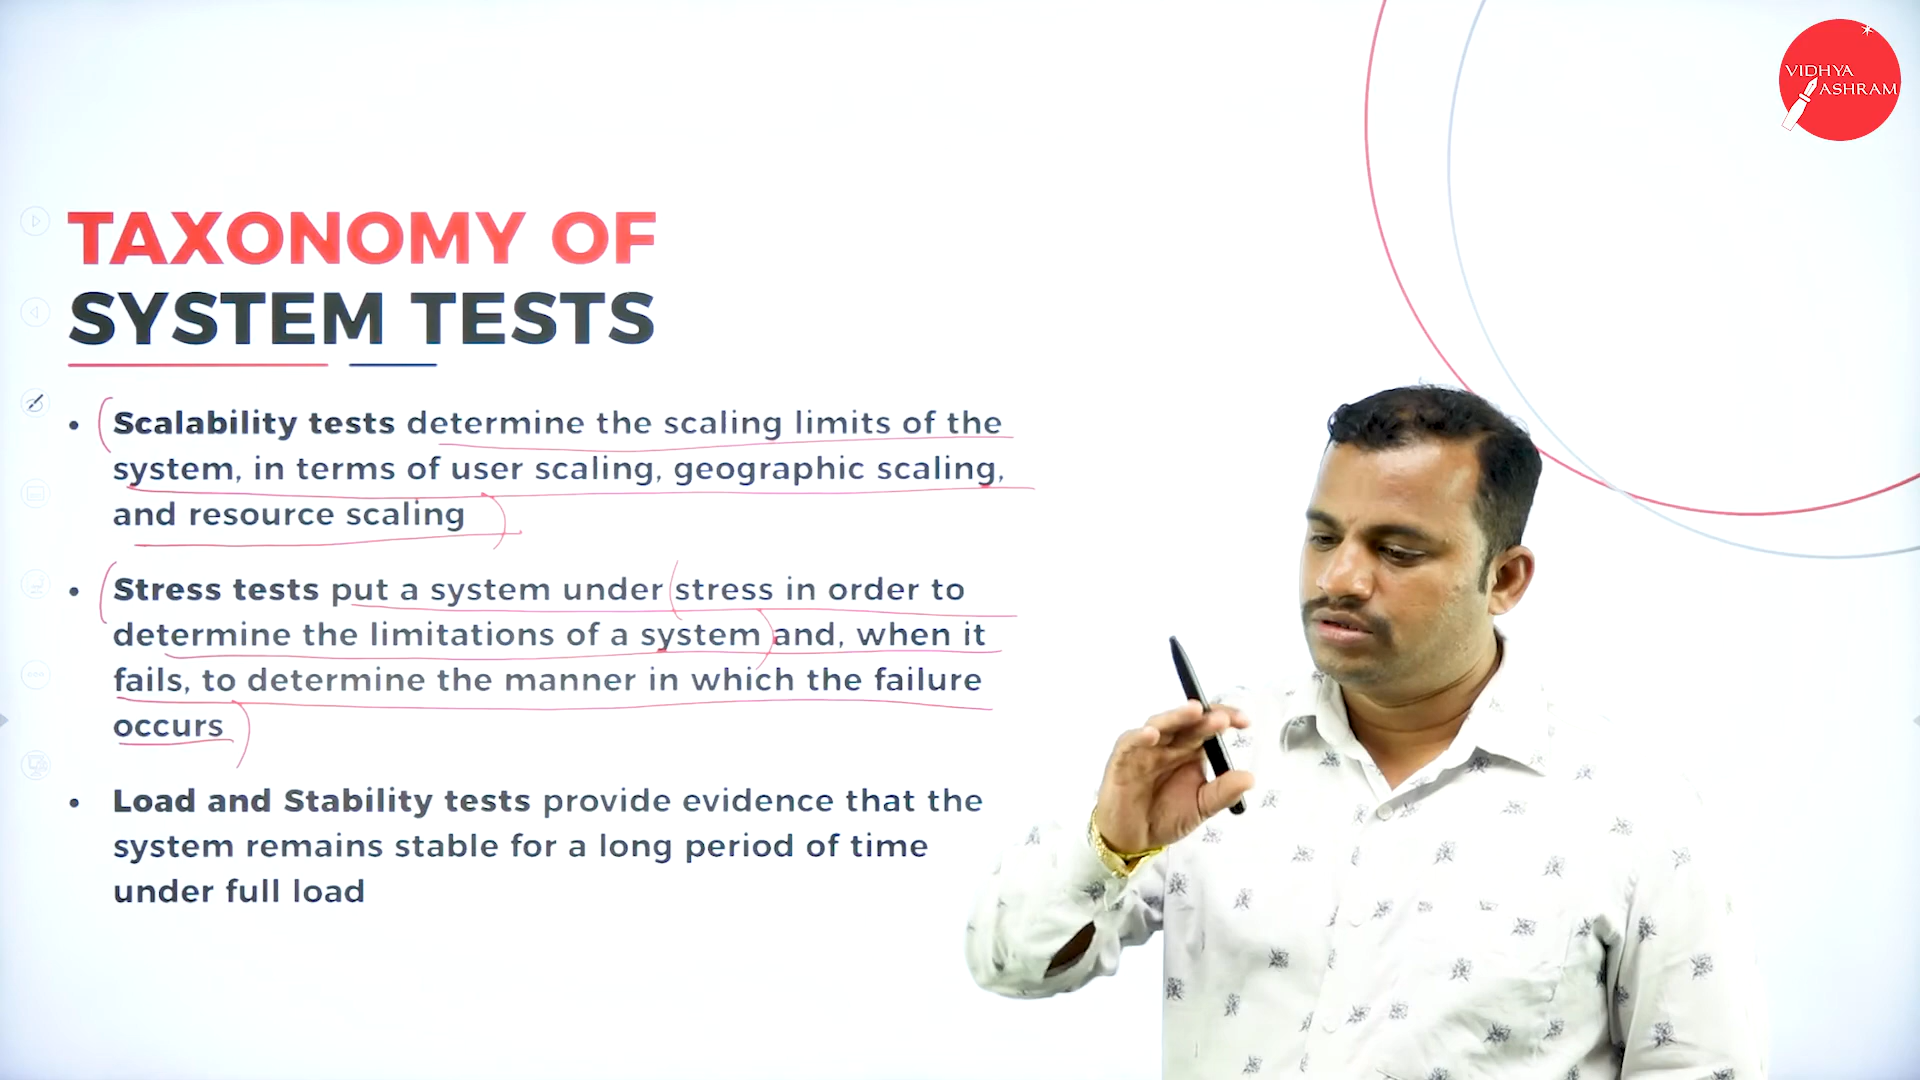 VIDHYA
ASHRAM
TAXONOMY OF
SYSTEM TESTS
• Scalability tests determine the scaling limits of the
system, in terms of user scaling, geographic scaling,
and resource scaling
• Stress tests put a system under stress in order to
determine the limitations of a system and, when it
fails, to determine the manner in which the failure
occurs
• Load and Stability tests provide evidence that the
system remains stable for a long period of time
under full load